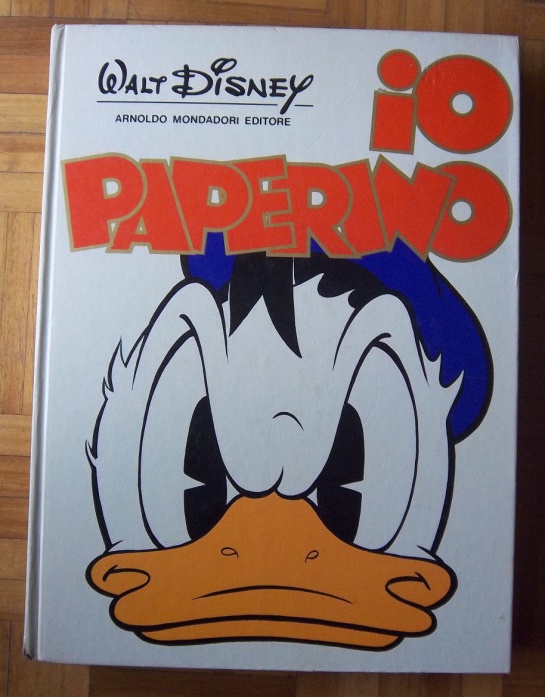 WALT DISNEY
ARNOLDO MONDADORI EDITORE
iO
PAPERINO